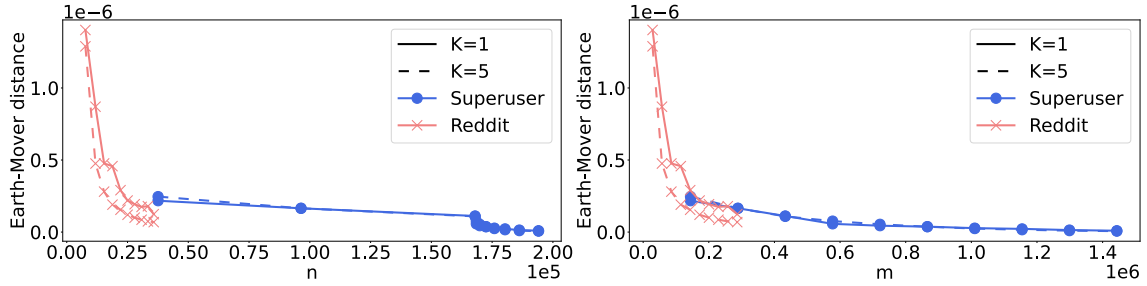 1e−6
Earth-Mover distance
1.0
0.5
0.0
K=1
K=5
Superuser
Reddit
0.00 0.25 0.50 0.75 1.00 1.25 1.50 1.75 2.00
1e5
n
1e−6
Earth-Mover distance
1.0
0.5
0.0
K=1
K=5
Superuser
Reddit
0.0 0.2 0.4 0.6 0.8 1.0 1.2 1.4
1e6
m